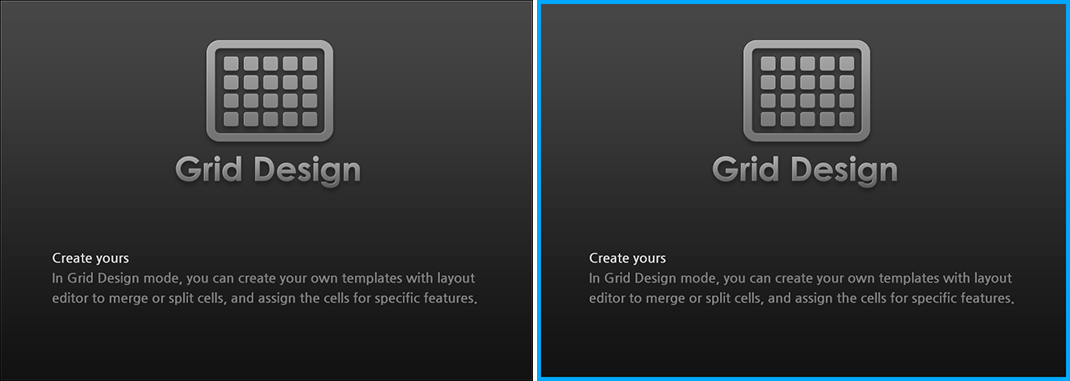 Grid Design
Create yours
In Grid Design mode, you can create your own templates with layout
editor to merge or split cells, and assign the cells for specific features.
Grid Design
Create yours
In Grid Design mode, you can create your own templates with layout
editor to merge or split cells, and assign the cells for specific features.